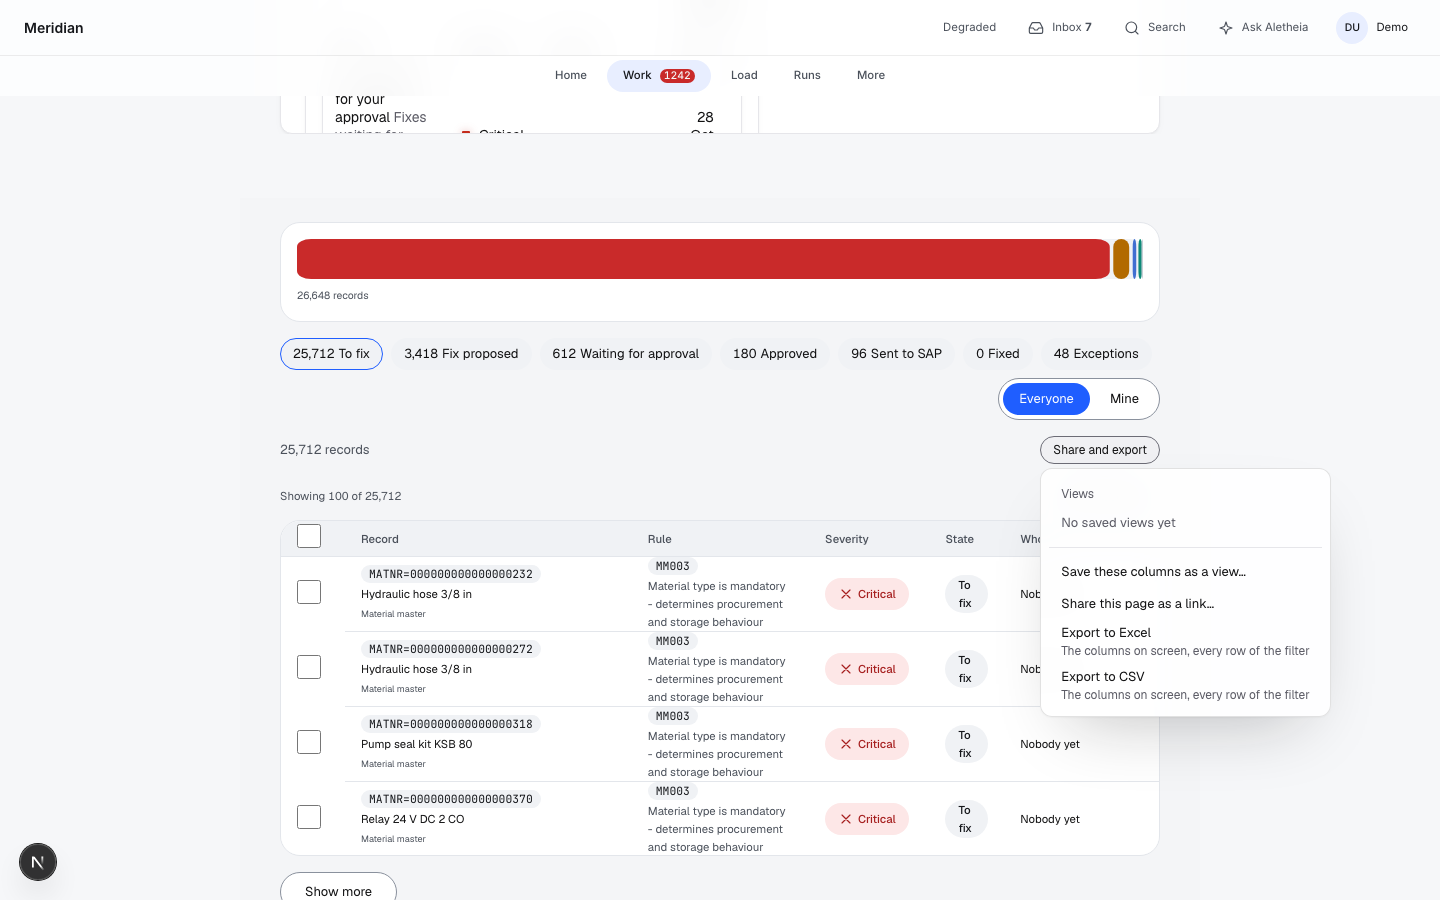 Meridian
Degraded
Inbox 7
Search
Ask Aletheia
DU
Demo
Home
Work 1242
Load
Runs
More
for your
approval Fixes
28
Critical
26,648 records
25,712 To fix
3,418 Fix proposed
612 Waiting for approval
180 Approved
96 Sent to SAP
0 Fixed
48 Exceptions
Everyone
Mine
25,712 records
Share and export
Showing 100 of 25,712
Views
No saved views yet
Save these columns as a view...
Share this page as a link...
Export to Excel
The columns on screen, every row of the filter
Export to CSV
The columns on screen, every row of the filter
Record
Rule
Severity
State
MATNR=000000000000000232
Hydraulic hose 3/8 in
Material master
MM003
Material type is mandatory
- determines procurement
and storage behaviour
Critical
To
fix
MATNR=000000000000000272
Hydraulic hose 3/8 in
Material master
MM003
Material type is mandatory
- determines procurement
and storage behaviour
Critical
To
fix
MATNR=000000000000000318
Pump seal kit KSB 80
Material master
MM003
Material type is mandatory
- determines procurement
and storage behaviour
Critical
To
fix
Nobody yet
MATNR=000000000000000370
Relay 24 V DC 2 CO
Material master
MM003
Material type is mandatory
- determines procurement
and storage behaviour
Critical
To
fix
Nobody yet
Show more